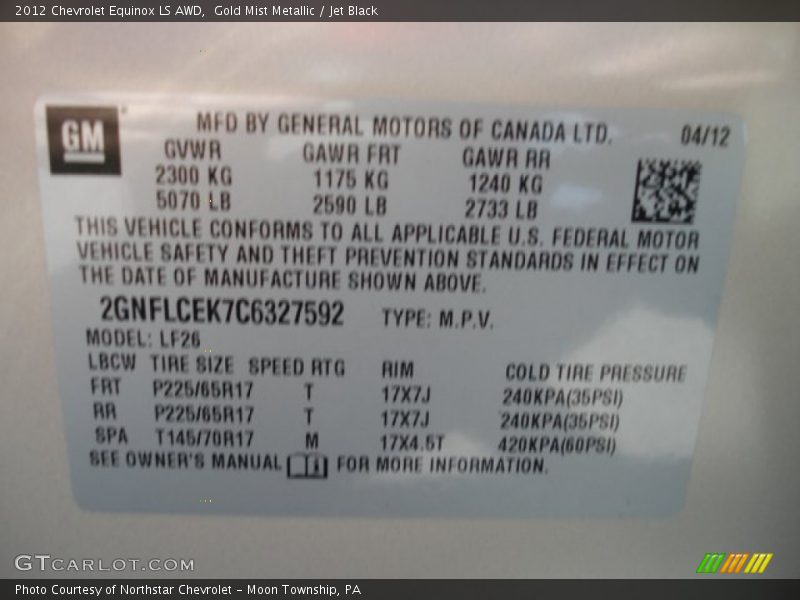 2012 Chevrolet Equinox LS AWD, Gold Mist Metallic / Jet Black
GM
MFD BY GENERAL MOTORS OF CANADA LTD. 04/12
GVWR GAWR FRT GAWR RR
2300 KG 1175 KG 1240 KG
5070 LB 2590 LB 2733 LB
THIS VEHICLE CONFORMS TO ALL APPLICABLE U.S. FEDERAL MOTOR
VEHICLE SAFETY AND THEFT PREVENTION STANDARDS IN EFFECT ON
THE DATE OF MANUFACTURE SHOWN ABOVE.
2GNFLCEK7C6327592 TYPE: M.P.V.
MODEL: LF26
LBCW TIRE SIZE SPEED RTG RIM COLD TIRE PRESSURE
FRT P225/65R17 T 17X7J 240KPA(35PSI)
RR P225/65R17 T 17X7J 240KPA(35PSI)
SPA T145/70R17 M 17X4.5T 420KPA(60PSI)
SEE OWNER'S MANUAL FOR MORE INFORMATION.
GTCARLOT.COM
Photo Courtesy of Northstar Chevrolet - Moon Township, PA